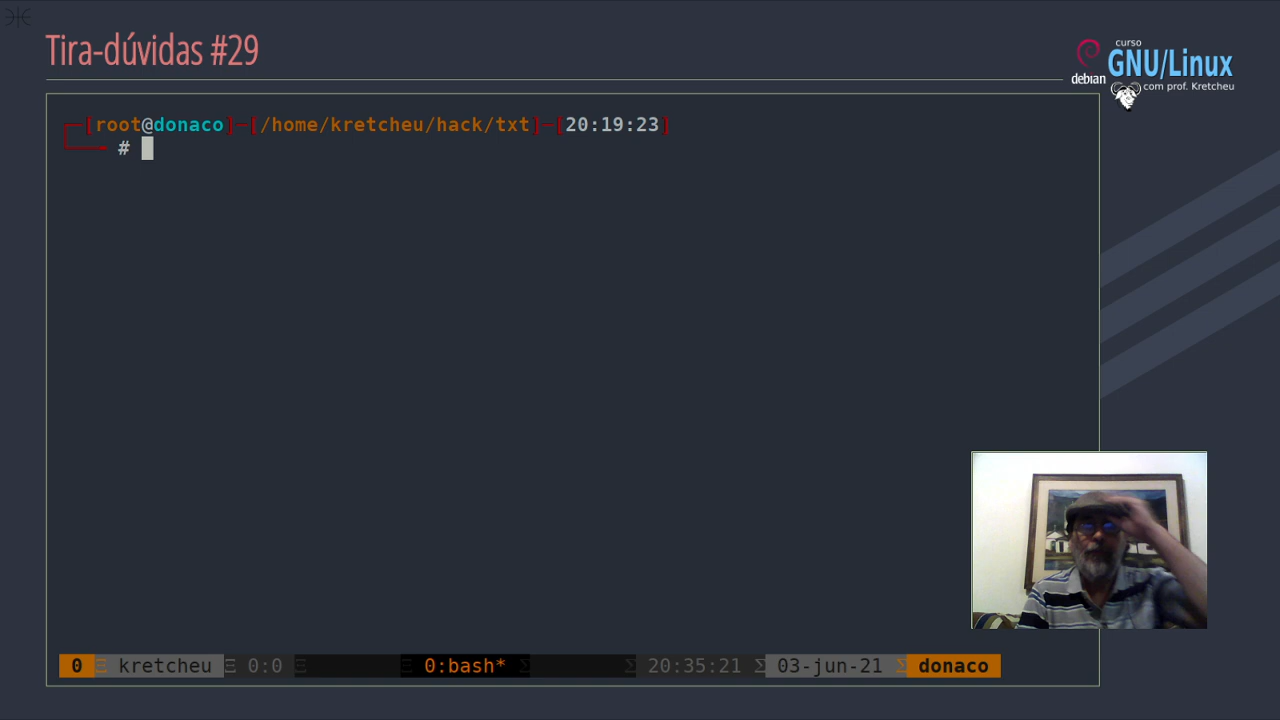 Tira-dúvidas #29
curso
GNU/Linux
debian
com prof. Kretcheu
[root@donaco]-[/home/kretcheu/hack/txt]-[20:19:23]
#
0 Ξ kretcheu Ξ 0:0 Ξ Ξ 0:bash* Σ Σ 20:35:21 Σ 03-jun-21 Σ donaco